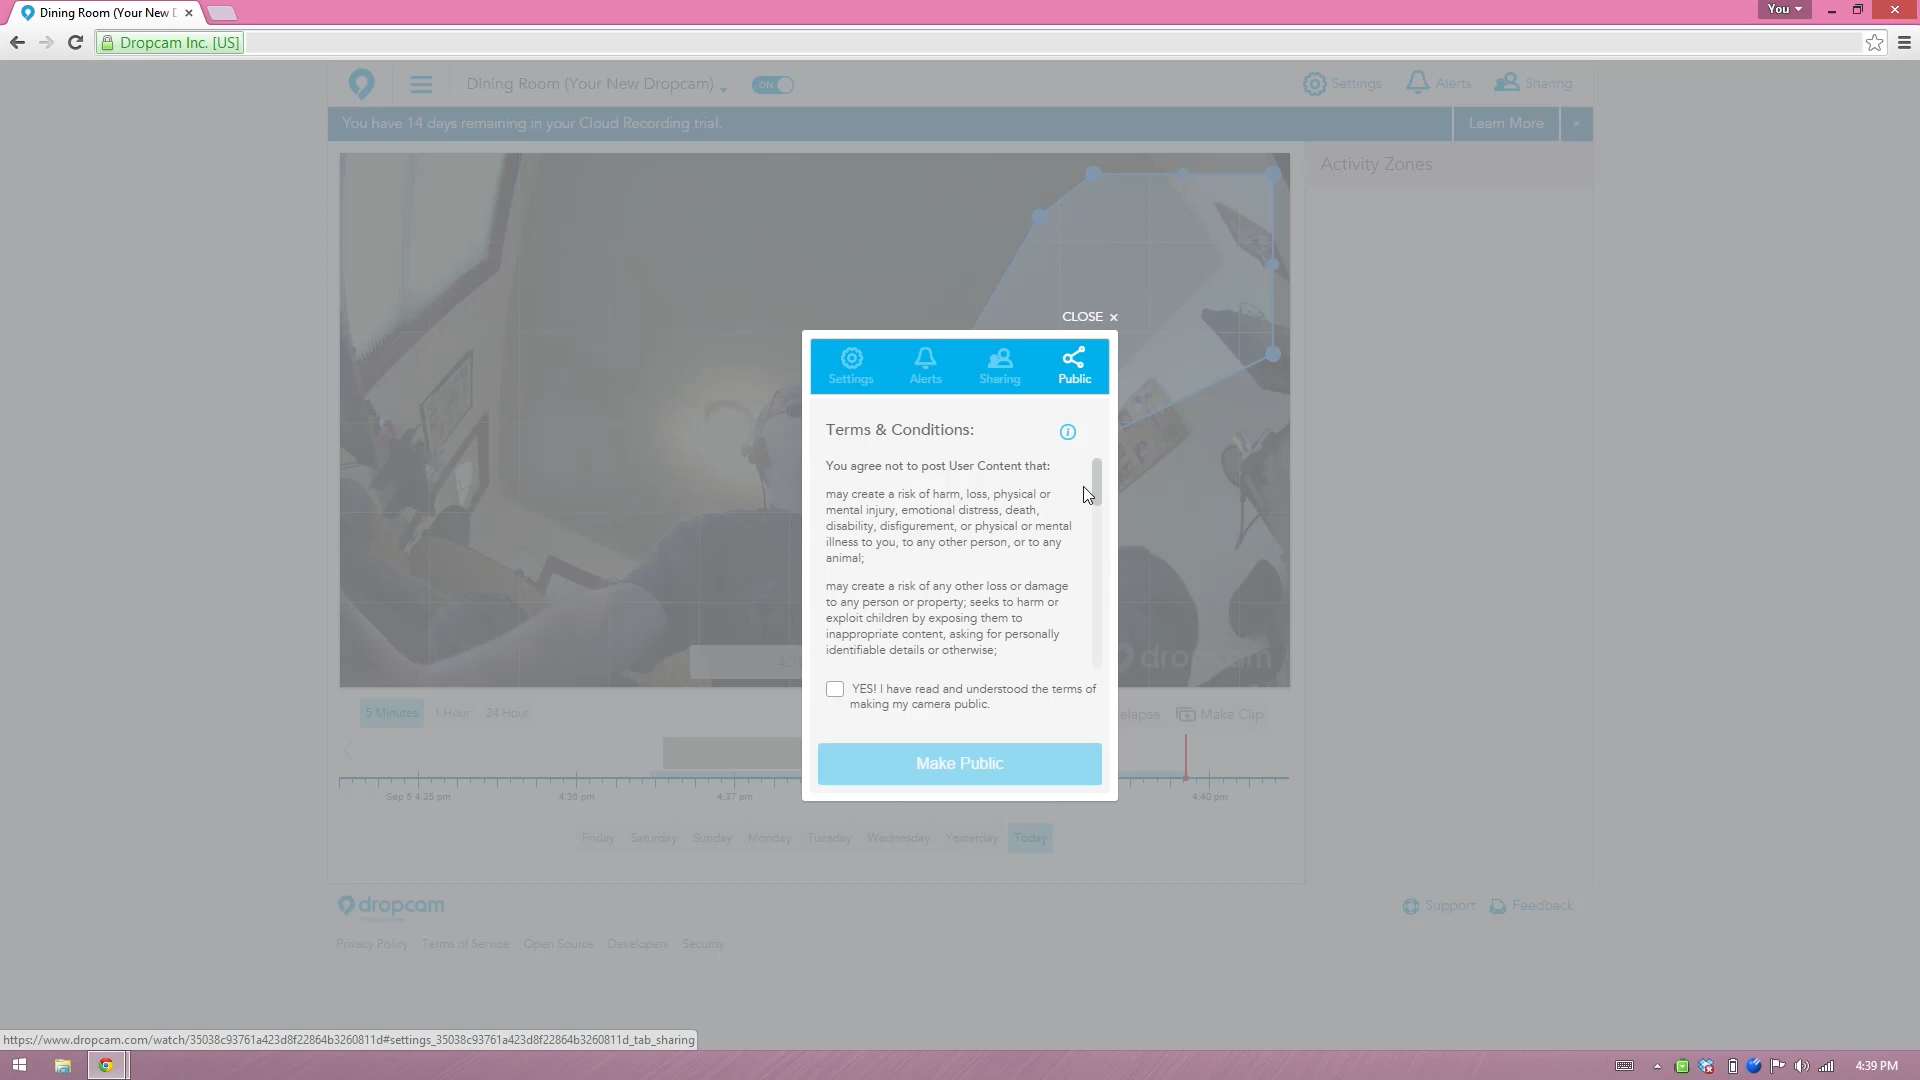 Dining Room (Your New D
You
Dropcam Inc. [US]
Dining Room (Your New Dropcam)
ON
Settings
Alerts
Sharing
You have 14 days remaining in your Cloud Recording trial.
Learn More
×
Activity Zones
CLOSE ×
Settings
Alerts
Sharing
Public
Terms & Conditions:
You agree not to post User Content that:
may create a risk of harm, loss, physical or
mental injury, emotional distress, death,
disability, disfigurement, or physical or mental
illness to you, to any other person, or to any
animal;
may create a risk of any other loss or damage
to any person or property; seeks to harm or
exploit children by exposing them to
inappropriate content, asking for personally
identifiable details or otherwise;
YES! I have read and understood the terms of
making my camera public.
Make Public
dropcam
5 Minutes
1 Hour
24 Hour
elapse
Make Clip
Sep 5 4:35 pm
4:36 pm
4:37 pm
4:40 pm
Friday
Saturday
Sunday
Monday
Tuesday
Wednesday
Yesterday
Today
dropcam
Support
Feedback
Privacy Policy
Terms of Service
Open Source
Developers
Security
https://www.dropcam.com/watch/35038c93761a423d8f22864b3260811d#settings_35038c93761a423d8f22864b3260811d_tab_sharing
4:39 PM